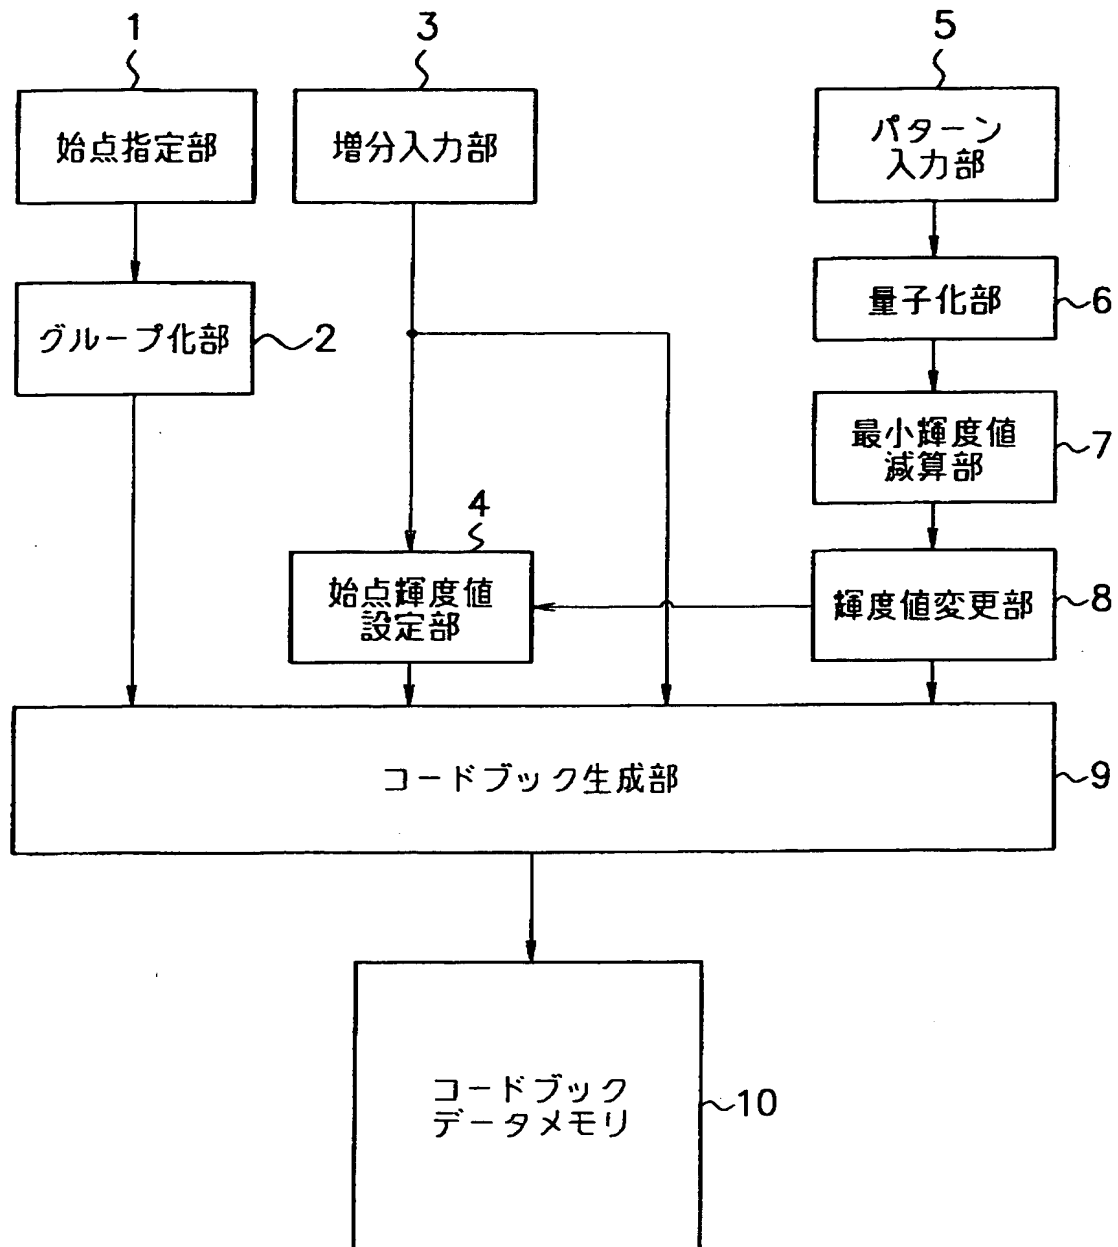 1
3
5
始点指定部
増分入力部
パターン
入力部
グループ化部
2
量子化部
6
最小輝度値
減算部
7
4
始点輝度値
設定部
輝度値変更部
8
コードブック生成部
9
コードブック
データメモリ
10